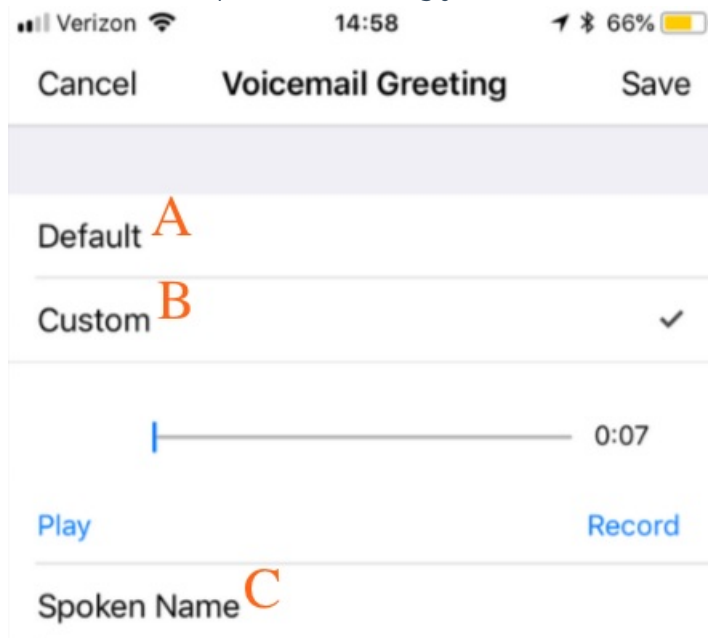 Verizon 14:58 66%
Cancel Voicemail Greeting Save
Default A
Custom B
0:07
Play Record
Spoken Name C